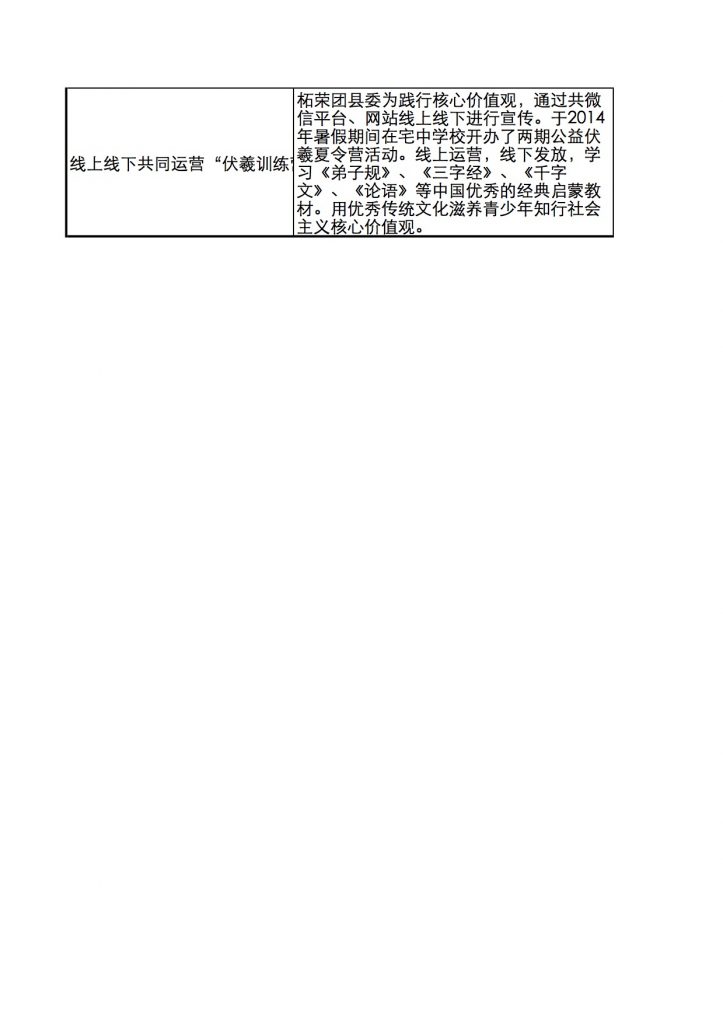 线上线下共同运营“伏羲训练
柘荣团县委为践行核心价值观，通过共微
信平台、网站线上线下进行宣传。于2014
年暑假期间在宅中学校开办了两期公益伏
羲夏令营活动。线上运营，线下发放，学
习《弟子规》、《三字经》、《千字
文》、《论语》等中国优秀的经典启蒙教
材。用优秀传统文化滋养青少年知行社会
主义核心价值观。